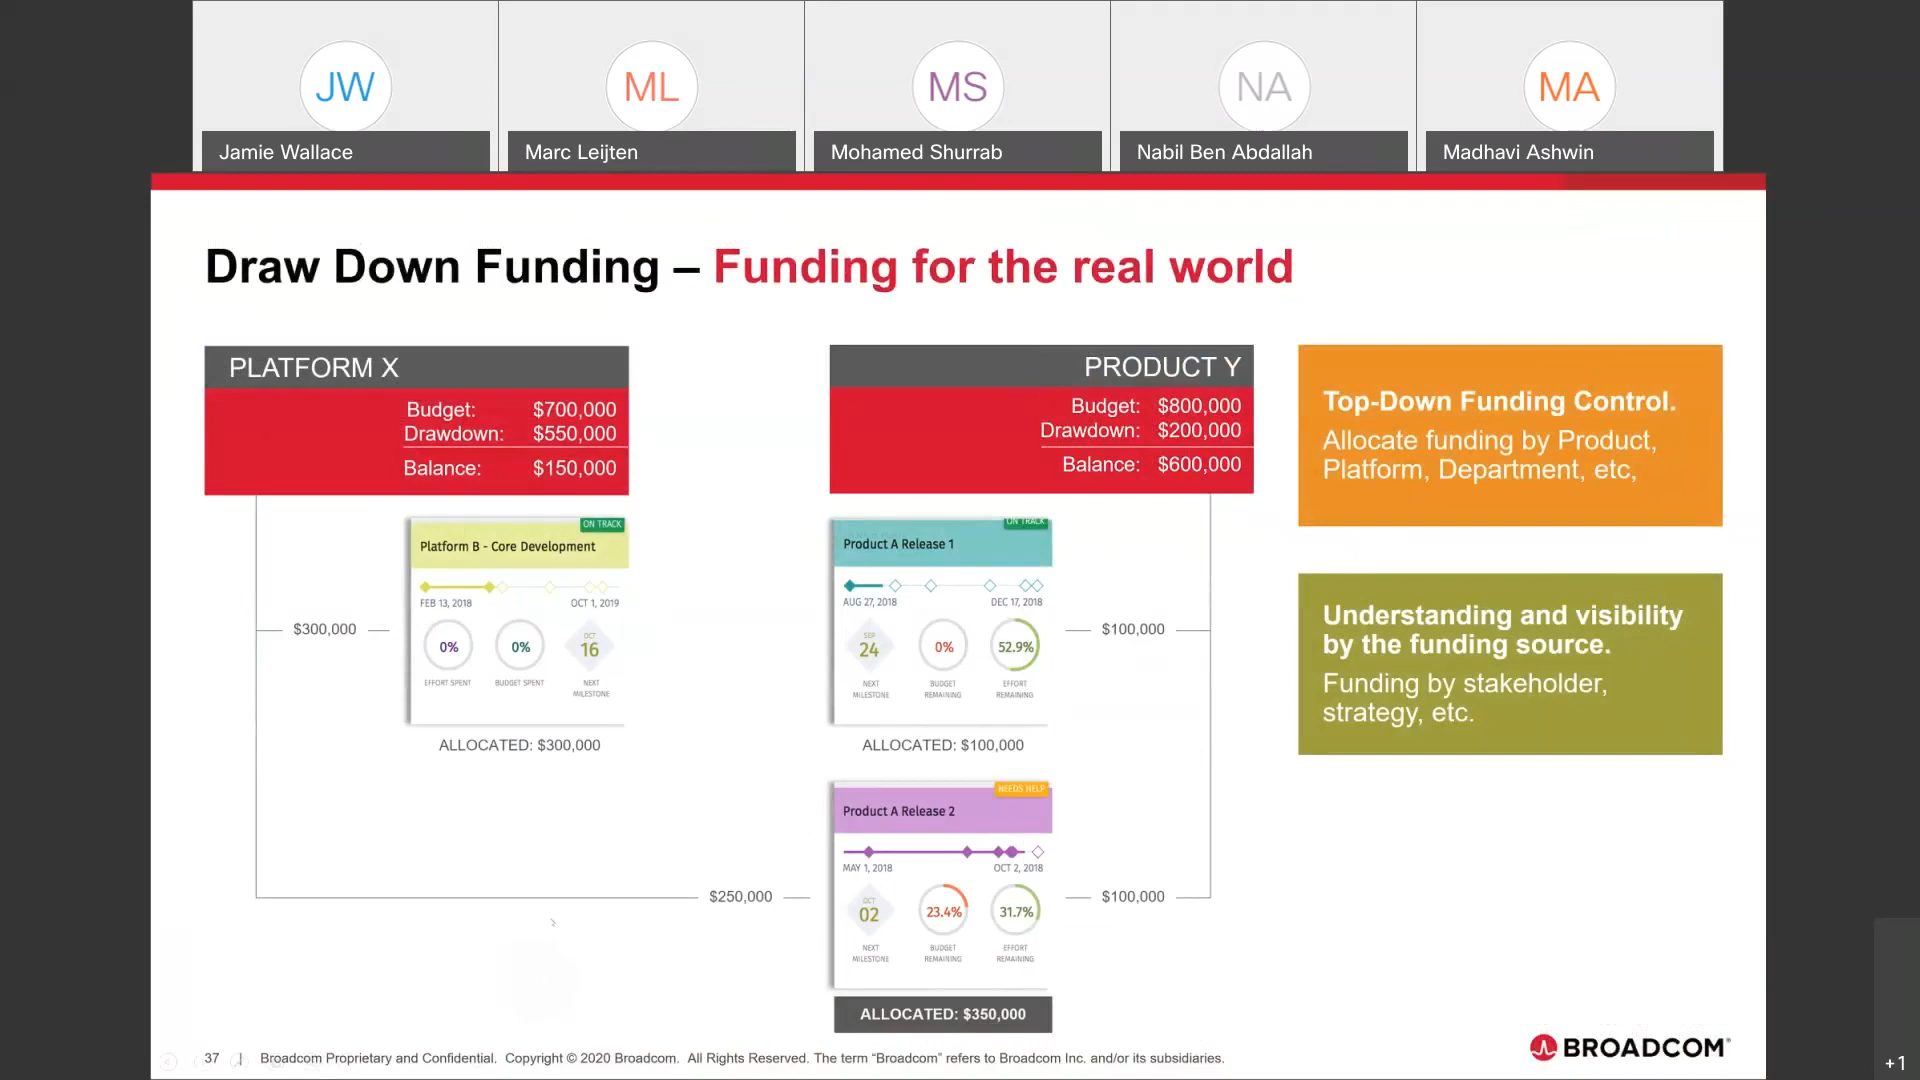 JW
ML
MS
NA
MA
Jamie Wallace
Marc Leijten
Mohamed Shurrab
Nabil Ben Abdallah
Madhavi Ashwin
Draw Down Funding – Funding for the real world
PLATFORM X
Budget: $700,000
Drawdown: $550,000
Balance: $150,000
PRODUCT Y
Budget: $800,000
Drawdown: $200,000
Balance: $600,000
Top-Down Funding Control.
Allocate funding by Product,
Platform, Department, etc,
Understanding and visibility
by the funding source.
Funding by stakeholder,
strategy, etc.
ON TRACK
Platform B - Core Development
FEB 13, 2018 OCT 1, 2019
$300,000
0% 0% OCT 16
EFFORT SPENT BUDGET SPENT NEXT
MILESTONE
ALLOCATED: $300,000
ON TRACK
Product A Release 1
AUG 27, 2018 DEC 17, 2018
SEP 24 0% 52.9%
NEXT BUDGET EFFORT
MILESTONE REMAINING REMAINING
$100,000
ALLOCATED: $100,000
NEEDS HELP
Product A Release 2
MAY 1, 2018 OCT 2, 2018
$250,000
OCT 02 23.4% 31.7%
NEXT BUDGET EFFORT
MILESTONE REMAINING REMAINING
$100,000
ALLOCATED: $350,000
37 | Broadcom Proprietary and Confidential. Copyright © 2020 Broadcom. All Rights Reserved. The term “Broadcom” refers to Broadcom Inc. and/or its subsidiaries.
BROADCOM®
+1